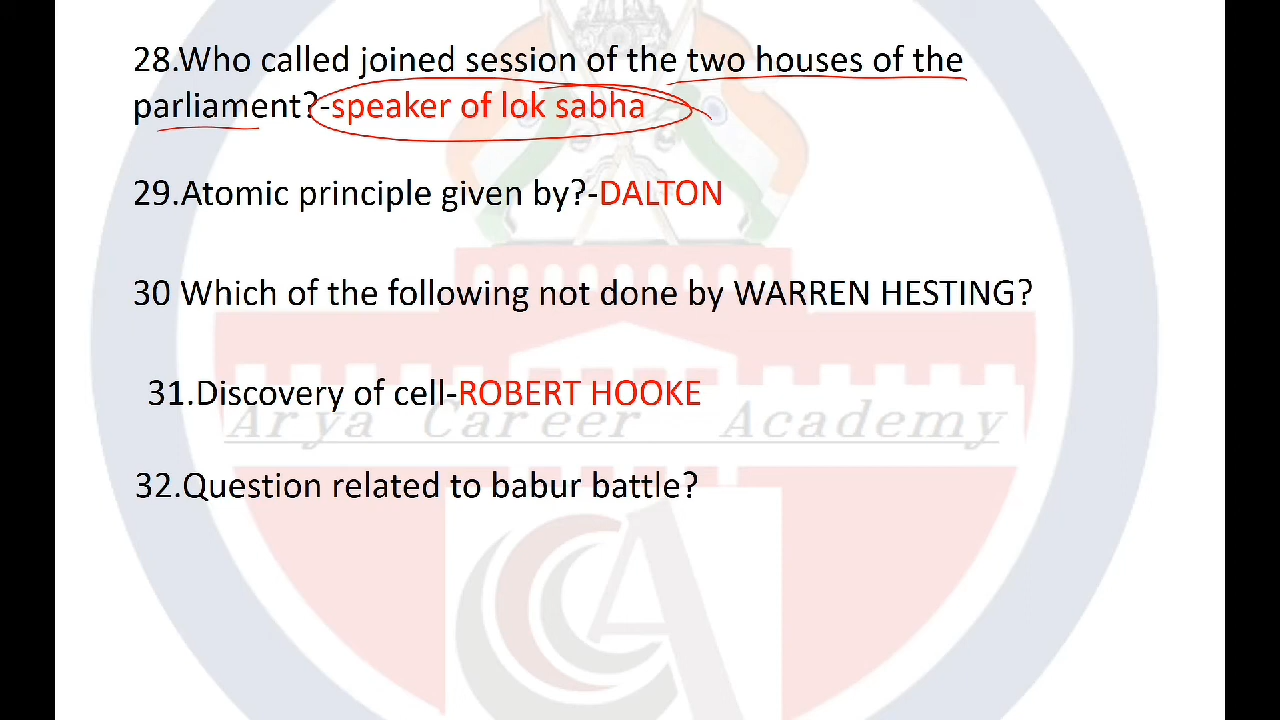 28.Who called joined session of the two houses of the
parliament?-speaker of lok sabha
29.Atomic principle given by?-DALTON
30 Which of the following not done by WARREN HESTING?
31.Discovery of cell-ROBERT HOOKE
Arya Career Academy
32.Question related to babur battle?
CA